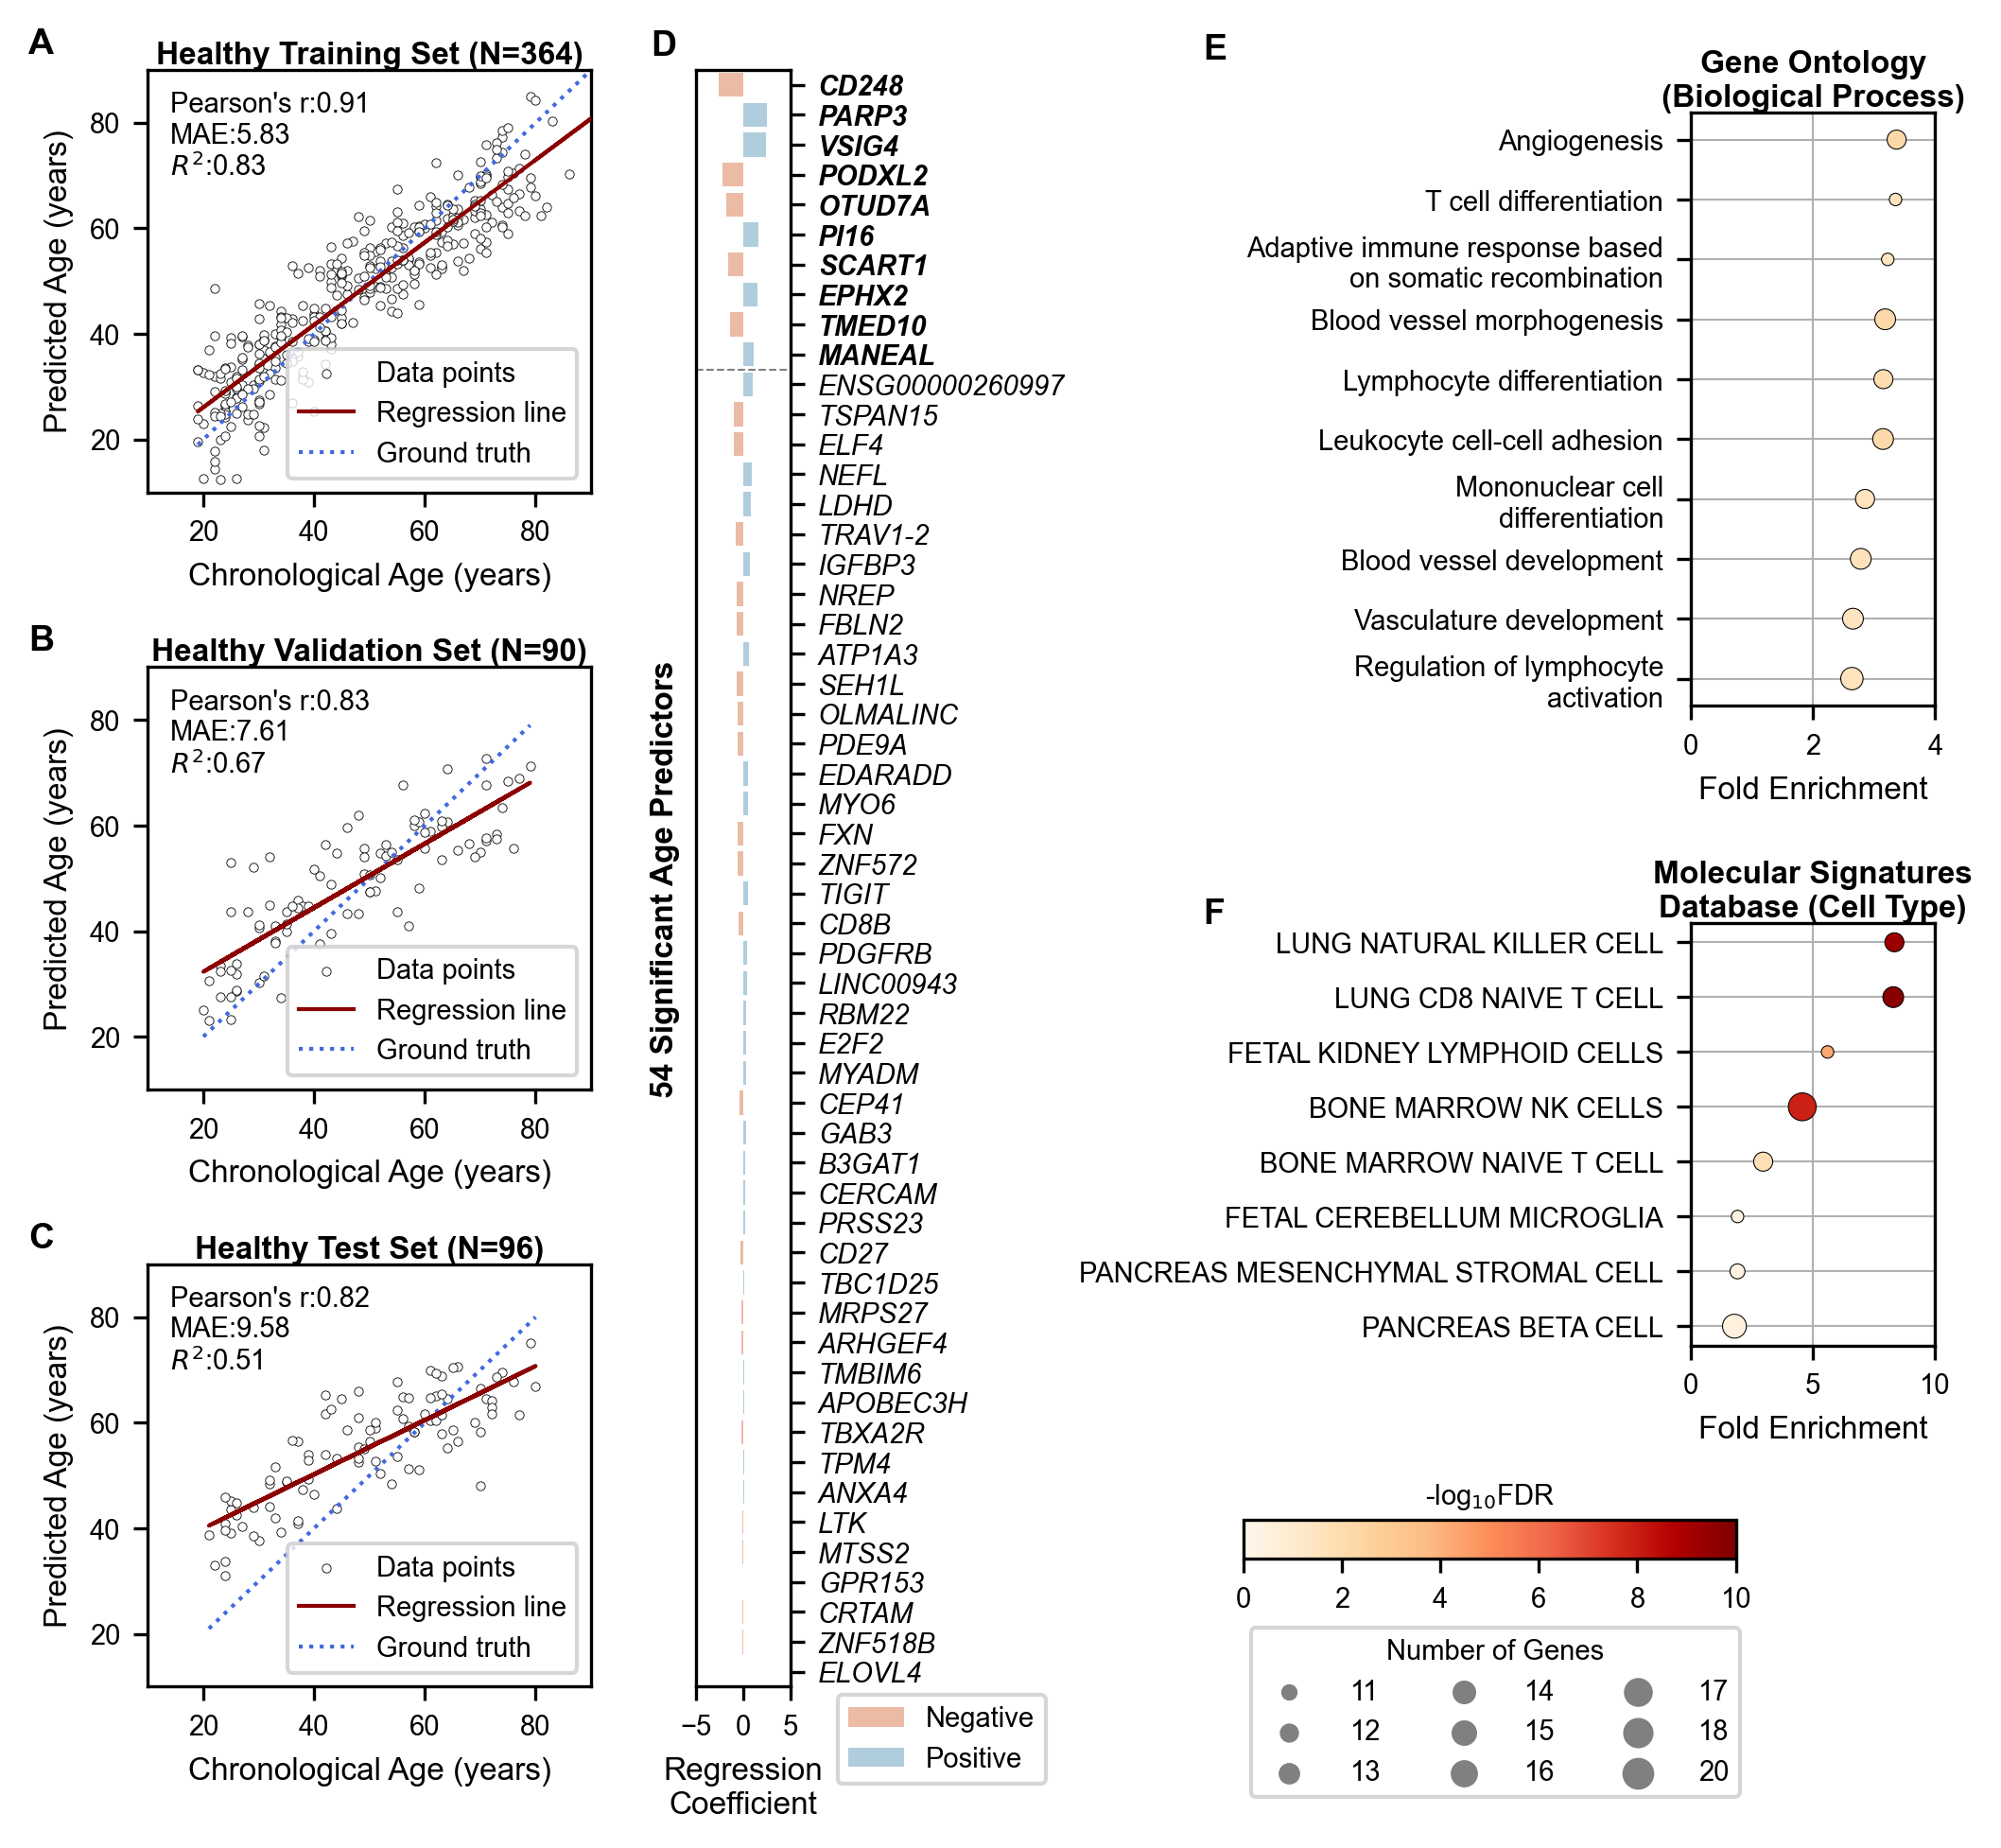 A
Healthy Training Set (N=364)
Pearson's r:0.91
MAE:5.83
R²:0.83
Predicted Age (years)
80
60
40
20
Data points
Regression line
Ground truth
20 40 60 80
Chronological Age (years)
B
Healthy Validation Set (N=90)
Pearson's r:0.83
MAE:7.61
R²:0.67
Predicted Age (years)
80
60
40
20
Data points
Regression line
Ground truth
20 40 60 80
Chronological Age (years)
C
Healthy Test Set (N=96)
Pearson's r:0.82
MAE:9.58
R²:0.51
Predicted Age (years)
80
60
40
20
Data points
Regression line
Ground truth
20 40 60 80
Chronological Age (years)
D
54 Significant Age Predictors
CD248
PARP3
VSIG4
PODXL2
OTUD7A
PI16
SCART1
EPHX2
TMED10
MANEAL
ENSG00000260997
TSPAN15
ELF4
NEFL
LDHD
TRAV1-2
IGFBP3
NREP
FBLN2
ATP1A3
SEH1L
OLMALINC
PDE9A
EDARADD
MYO6
FXN
ZNF572
TIGIT
CD8B
PDGFRB
LINC00943
RBM22
E2F2
MYADM
CEP41
GAB3
B3GAT1
CERCAM
PRSS23
CD27
TBC1D25
MRPS27
ARHGEF4
TMBIM6
APOBEC3H
TBXA2R
TPM4
ANXA4
LTK
MTSS2
GPR153
CRTAM
ZNF518B
ELOVL4
−5 0 5
Regression
Coefficient
Negative
Positive
E
Gene Ontology
(Biological Process)
Angiogenesis
T cell differentiation
Adaptive immune response based
on somatic recombination
Blood vessel morphogenesis
Lymphocyte differentiation
Leukocyte cell-cell adhesion
Mononuclear cell
differentiation
Blood vessel development
Vasculature development
Regulation of lymphocyte
activation
0 2 4
Fold Enrichment
F
Molecular Signatures
Database (Cell Type)
LUNG NATURAL KILLER CELL
LUNG CD8 NAIVE T CELL
FETAL KIDNEY LYMPHOID CELLS
BONE MARROW NK CELLS
BONE MARROW NAIVE T CELL
FETAL CEREBELLUM MICROGLIA
PANCREAS MESENCHYMAL STROMAL CELL
PANCREAS BETA CELL
0 5 10
Fold Enrichment
-log₁₀FDR
0 2 4 6 8 10
Number of Genes
11 14 17
12 15 18
13 16 20